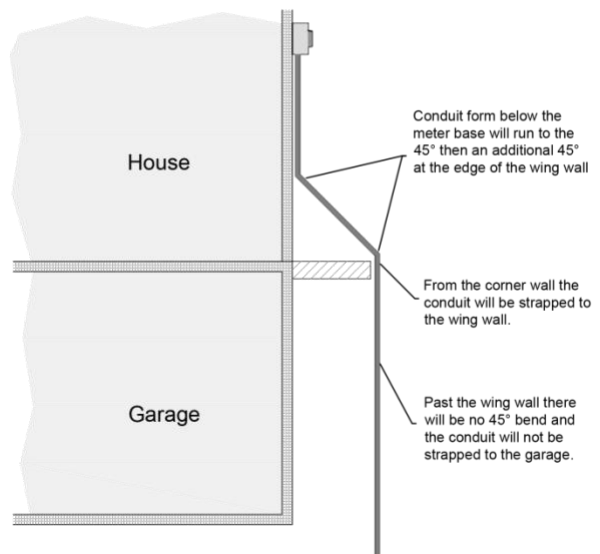 House
Conduit form below the
meter base will run to the
45° then an additional 45°
at the edge of the wing wall
From the corner wall the
conduit will be strapped to
the wing wall.
Garage
Past the wing wall there
will be no 45° bend and
the conduit will not be
strapped to the garage.